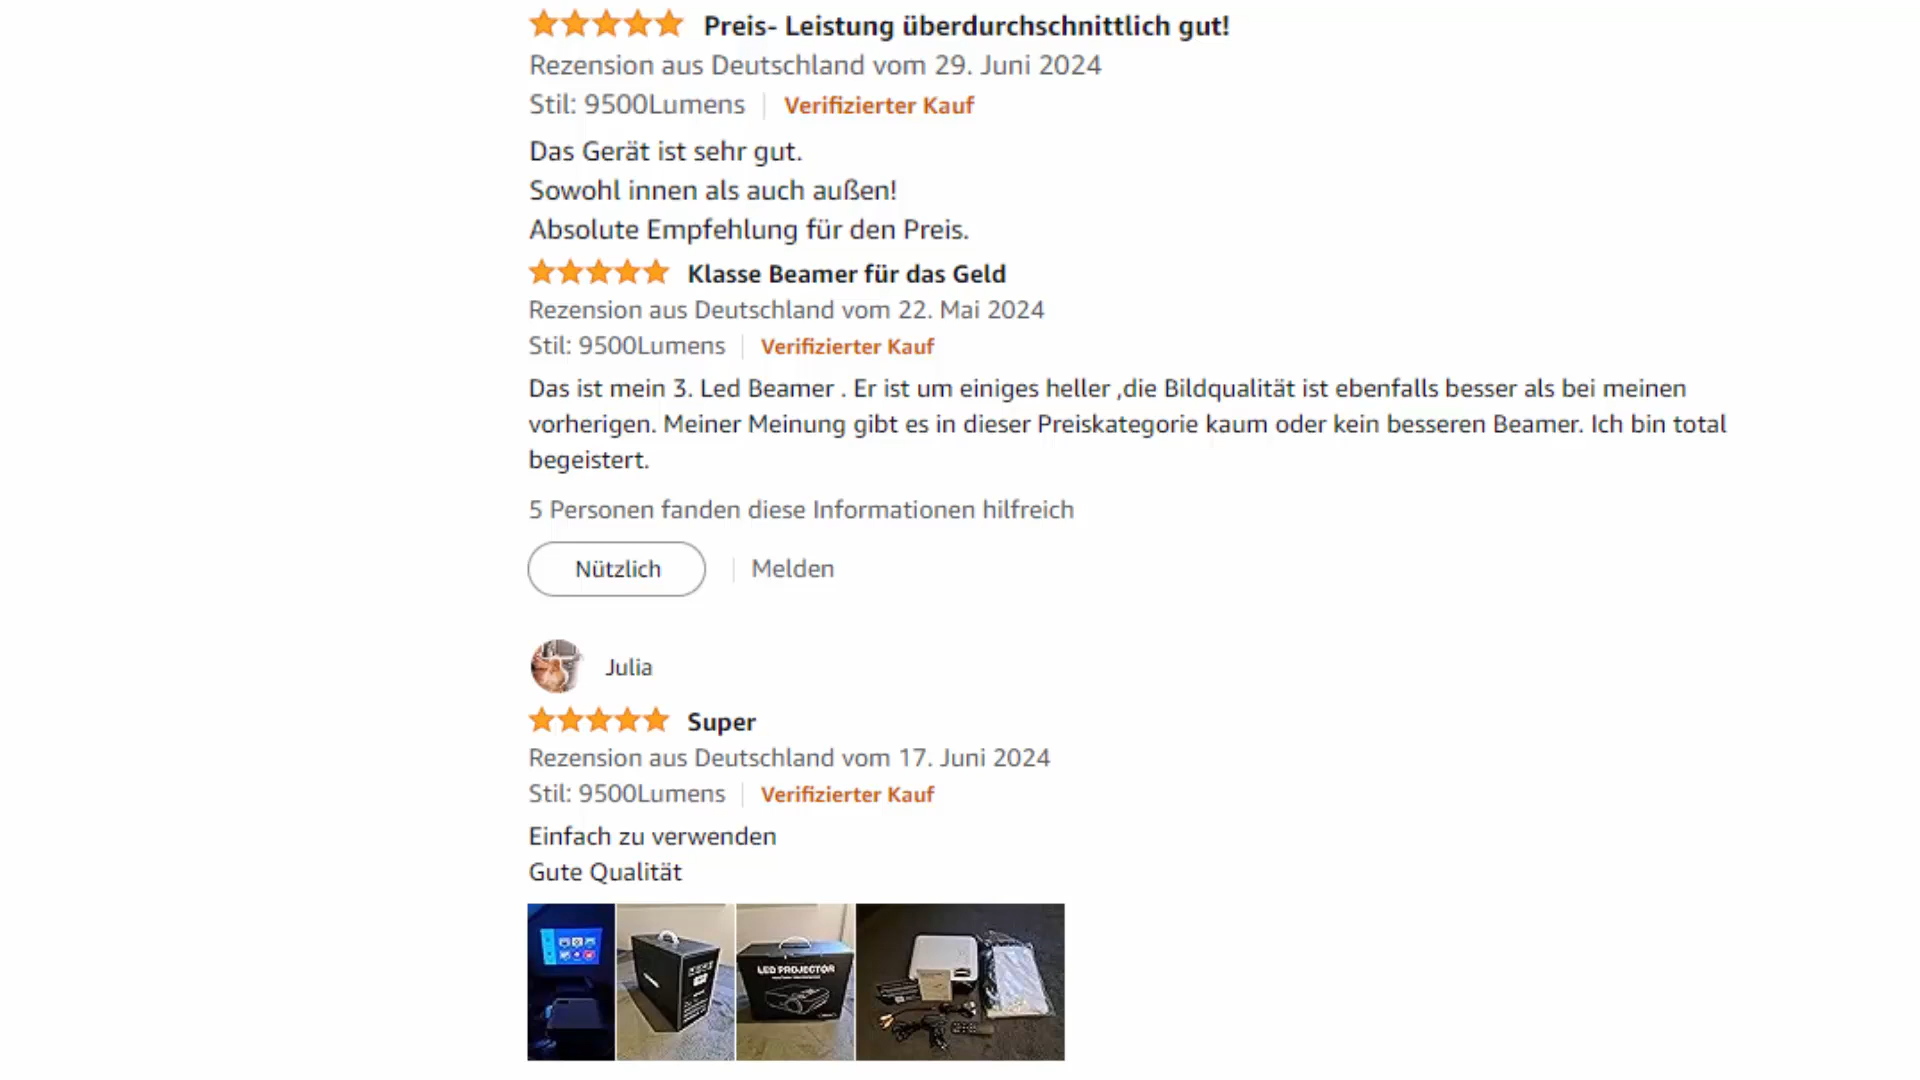 Preis- Leistung überdurchschnittlich gut!
Rezension aus Deutschland vom 29. Juni 2024
Stil: 9500Lumens | Verifizierter Kauf
Das Gerät ist sehr gut.
Sowohl innen als auch außen!
Absolute Empfehlung für den Preis.
Klasse Beamer für das Geld
Rezension aus Deutschland vom 22. Mai 2024
Stil: 9500Lumens | Verifizierter Kauf
Das ist mein 3. Led Beamer . Er ist um einiges heller ,die Bildqualität ist ebenfalls besser als bei meinen
vorherigen. Meiner Meinung gibt es in dieser Preiskategorie kaum oder kein besseren Beamer. Ich bin total
begeistert.
5 Personen fanden diese Informationen hilfreich
Nützlich | Melden
Julia
Super
Rezension aus Deutschland vom 17. Juni 2024
Stil: 9500Lumens | Verifizierter Kauf
Einfach zu verwenden
Gute Qualität
LED PROJECTOR